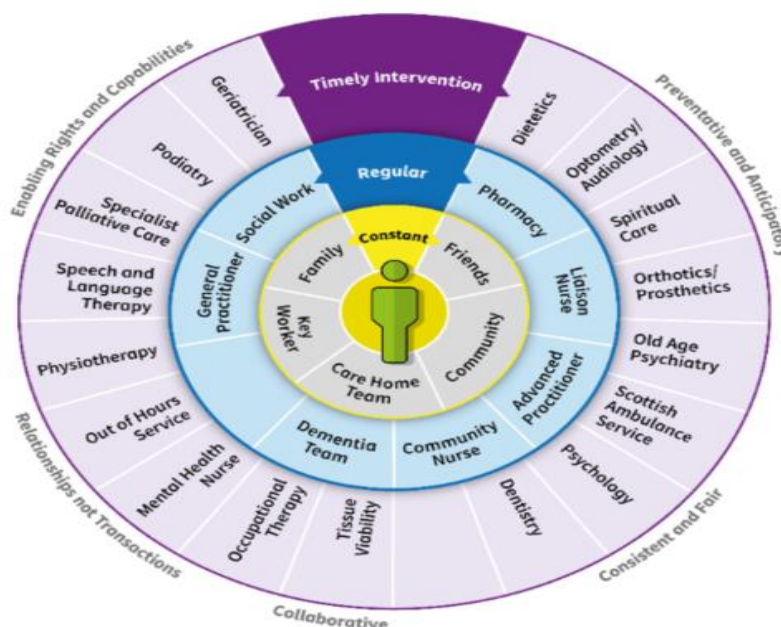 Enabling Rights and Capabilities
Preventative and Anticipatory
Consistent and Fair
Collaborative
Relationships not Transactions
Timely Intervention
Dietetics
Optometry/
Audiology
Spiritual
Care
Orthotics/
Prosthetics
Old Age
Psychiatry
Scottish
Ambulance
Service
Psychology
Dentistry
Tissue
Viability
Occupational
Therapy
Mental Health
Nurse
Out of Hours
Service
Physiotherapy
Speech and
Language
Therapy
Specialist
Palliative Care
Podiatry
Geriatrician
Regular
Pharmacy
Liaison
Nurse
Advanced
Practitioner
Community
Nurse
Dementia
Team
General
Practitioner
Social Work
Constant
Friends
Community
Care Home
Team
Key
Worker
Family